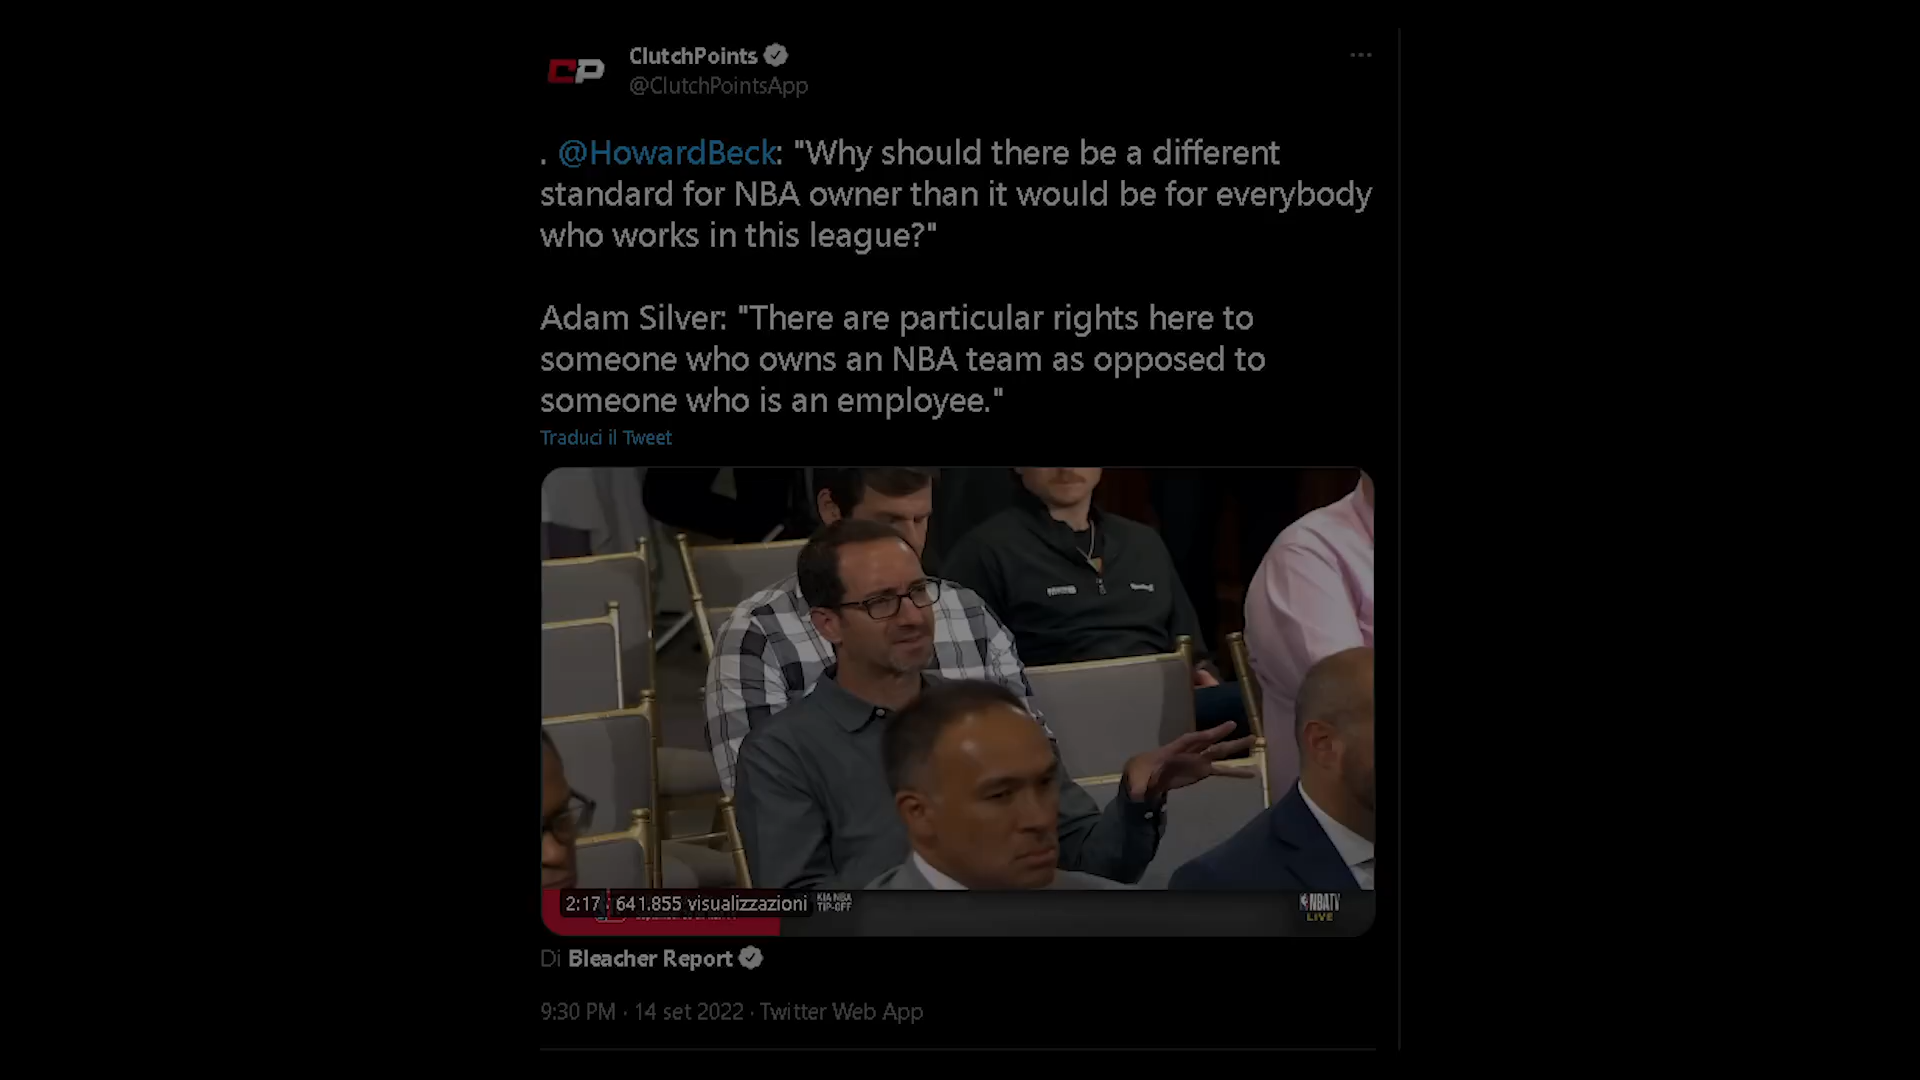 CP
ClutchPoints
@ClutchPointsApp
. @HowardBeck: "Why should there be a different
standard for NBA owner than it would be for everybody
who works in this league?"
Adam Silver: "There are particular rights here to
someone who owns an NBA team as opposed to
someone who is an employee."
Traduci il Tweet
2:17 641.855 visualizzazioni
KIA NBA
TIP-OFF
NBA TV
LIVE
Di Bleacher Report
9:30 PM · 14 set 2022 · Twitter Web App